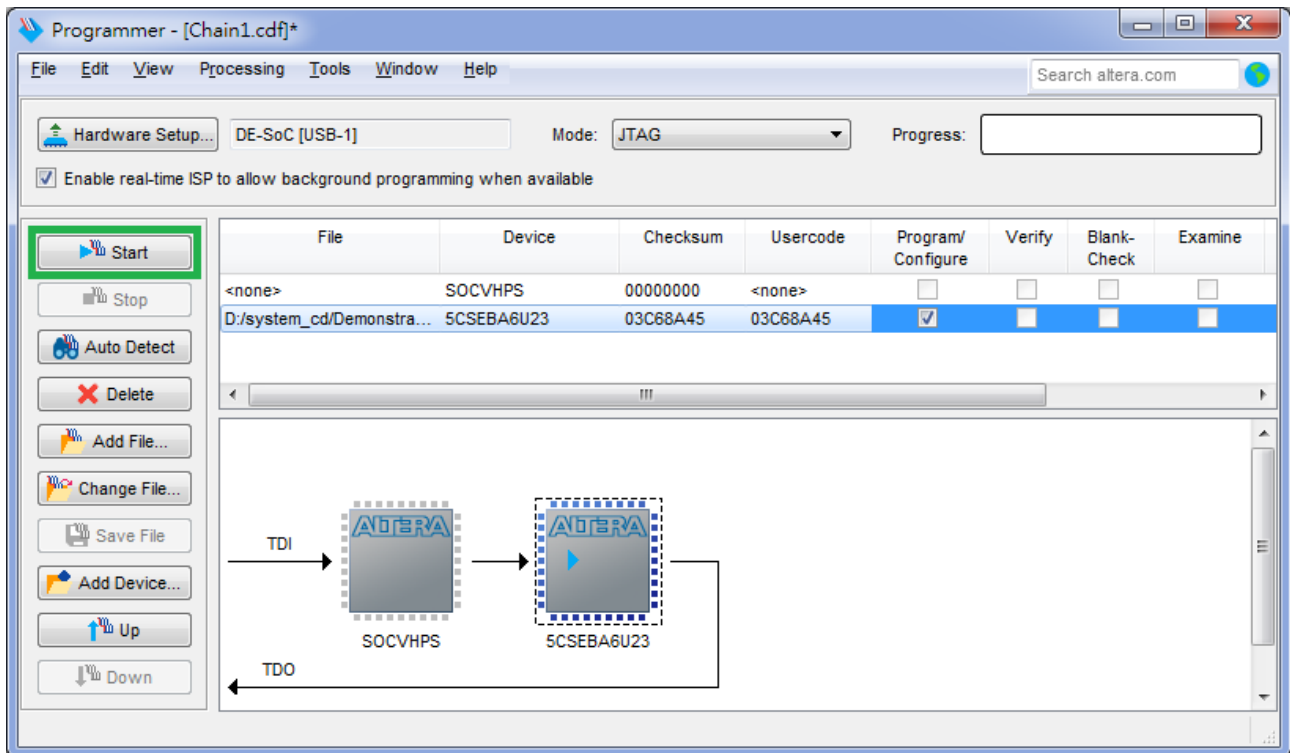 Programmer - [Chain1.cdf]*
File Edit View Processing Tools Window Help Search altera.com
Hardware Setup... DE-SoC [USB-1] Mode: JTAG Progress:
Enable real-time ISP to allow background programming when available
Start
Stop
Auto Detect
Delete
Add File...
Change File...
Save File
Add Device...
Up
Down
File Device Checksum Usercode Program/ Verify Blank- Examine
Configure Check
<none> SOCVHPS 00000000 <none>
D:/system_cd/Demonstra... 5CSEBA6U23 03C68A45 03C68A45
ALTERA ALTERA
TDI
SOCVHPS 5CSEBA6U23
TDO